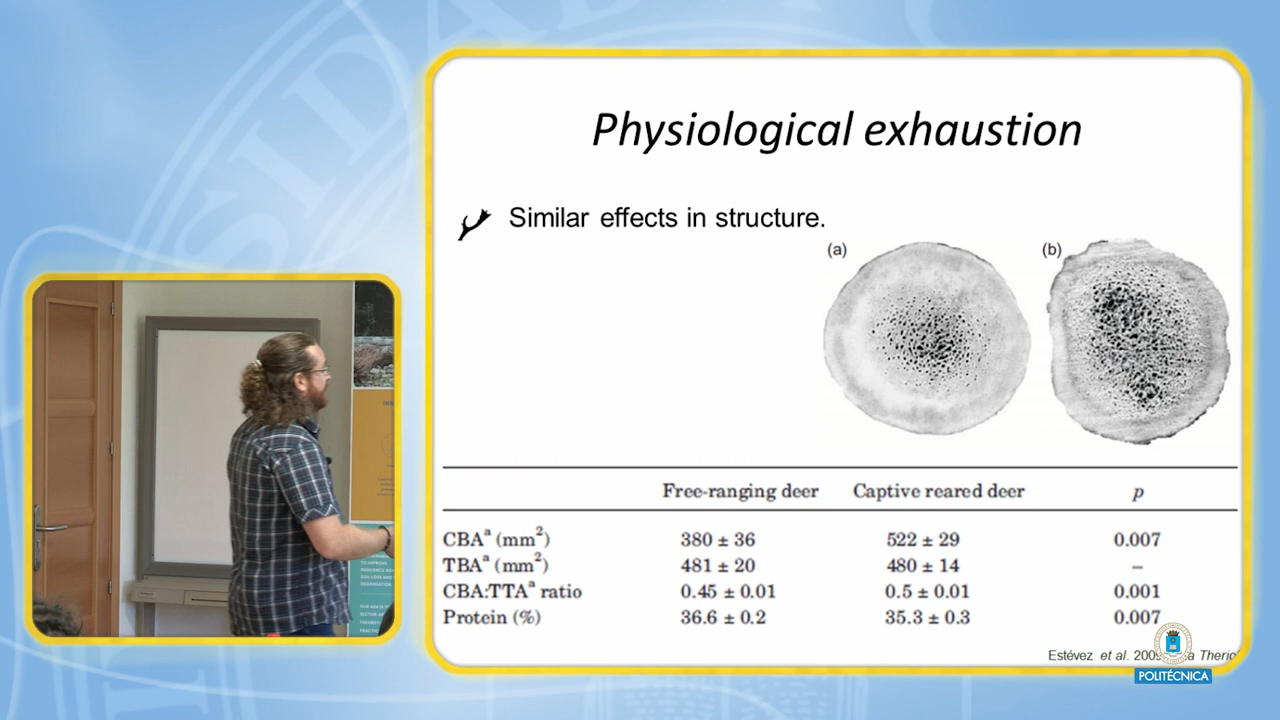 Physiological exhaustion
Similar effects in structure.
(a)
(b)
Free-ranging deer Captive reared deer p
CBAᵃ (mm²) 380 ± 36 522 ± 29 0.007
TBAᵃ (mm²) 481 ± 20 480 ± 14 –
CBA:TTAᵃ ratio 0.45 ± 0.01 0.5 ± 0.01 0.001
Protein (%) 36.6 ± 0.2 35.3 ± 0.3 0.007
Estévez et al. 2009
POLITÉCNICA